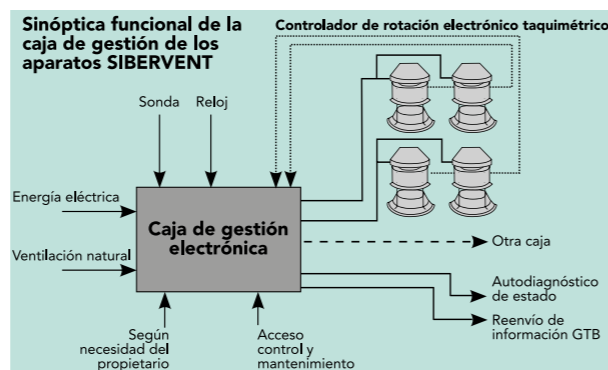 Sinóptica funcional de la
caja de gestión de los
aparatos SIBERVENT
Controlador de rotación electrónico taquimétrico
Sonda
Reloj
Energía eléctrica
Ventilación natural
Caja de gestión
electrónica
Otra caja
Autodiagnóstico
de estado
Reenvío de
información GTB
Según
necesidad del
propietario
Acceso
control y
mantenimiento